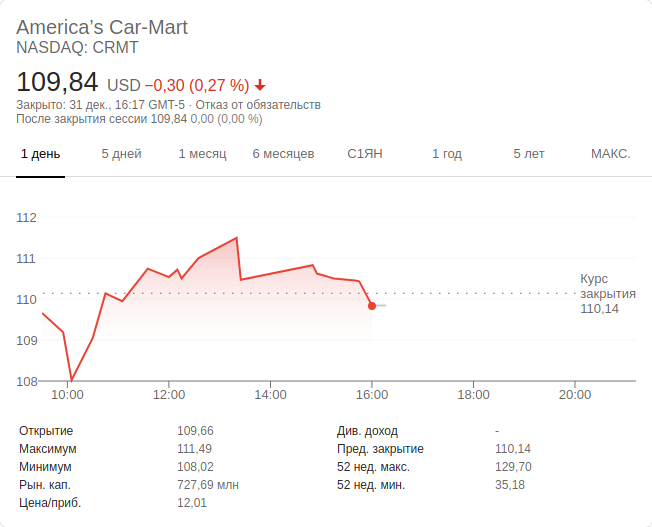 America’s Car-Mart
NASDAQ: CRMT
109,84 USD −0,30 (0,27 %)
Закрыто: 31 дек., 16:17 GMT-5 · Отказ от обязательств
После закрытия сессии 109,84 0,00 (0,00 %)
1 день 5 дней 1 месяц 6 месяцев С1ЯН 1 год 5 лет МАКС.
112
111
110
109
108
Курс
закрытия
110,14
10:00 12:00 14:00 16:00 18:00 20:00
Открытие 109,66 Див. доход -
Максимум 111,49 Пред. закрытие 110,14
Минимум 108,02 52 нед. макс. 129,70
Рын. кап. 727,69 млн 52 нед. мин. 35,18
Цена/приб. 12,01